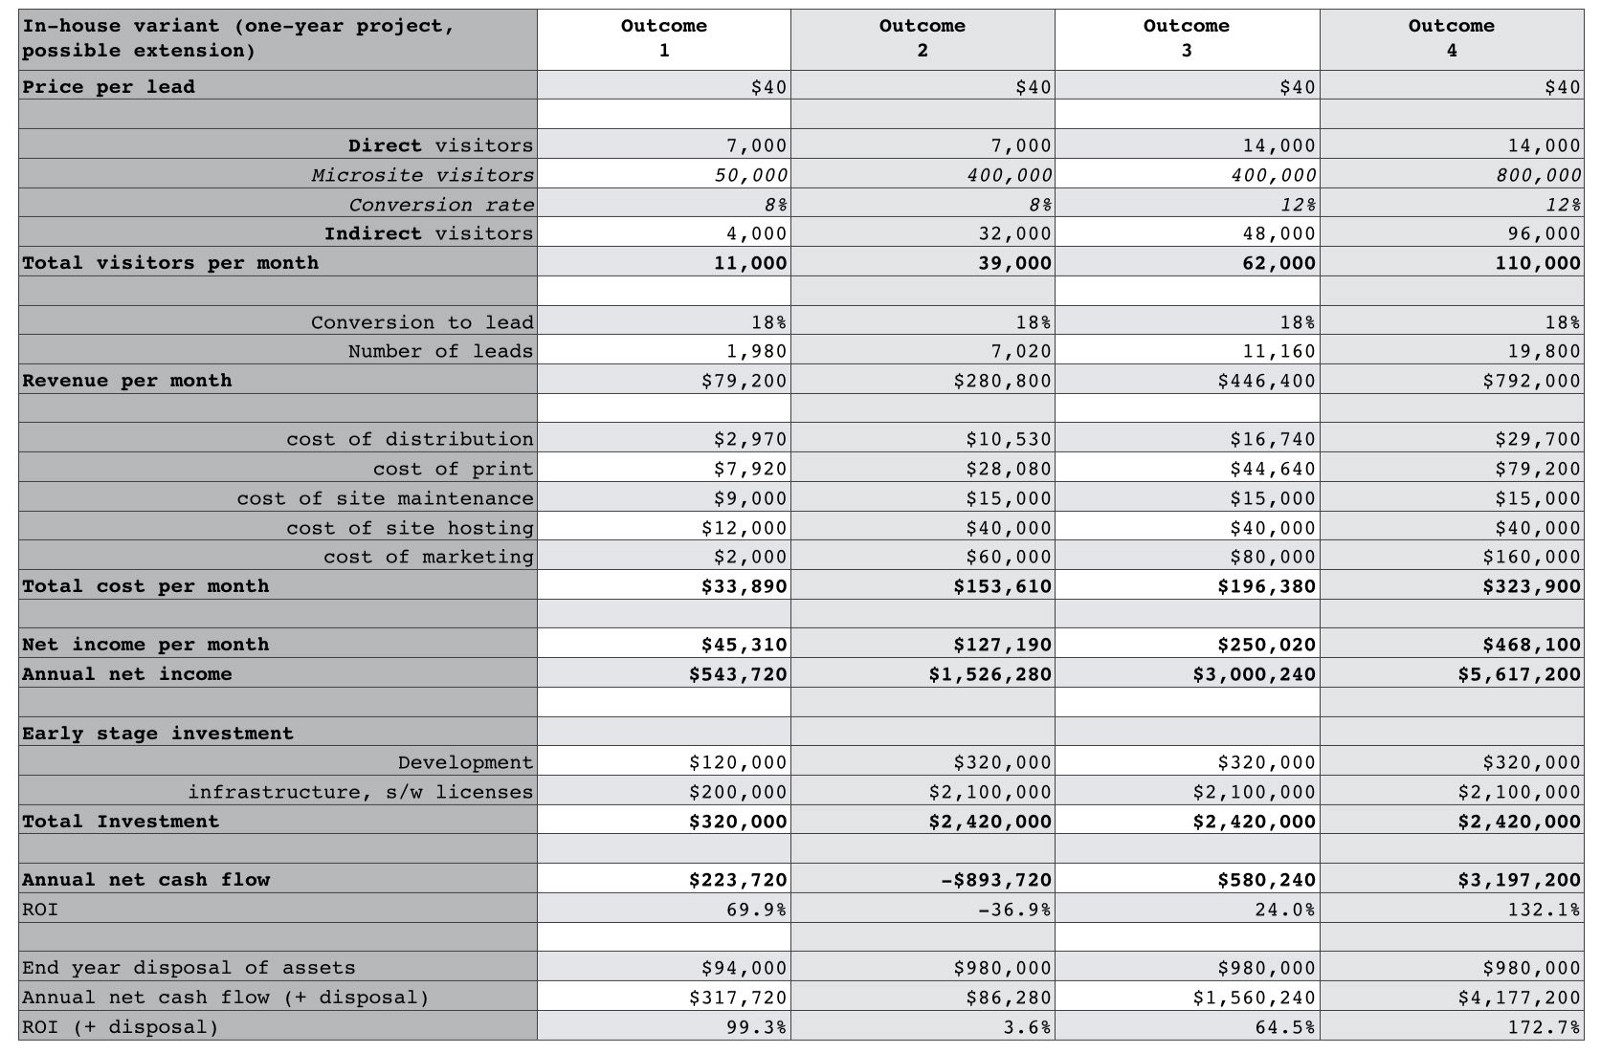 In-house variant (one-year project, possible extension) Outcome 1 Outcome 2 Outcome 3 Outcome 4
Price per lead $40 $40 $40 $40
Direct visitors 7,000 7,000 14,000 14,000
Microsite visitors 50,000 400,000 400,000 800,000
Conversion rate 8% 8% 12% 12%
Indirect visitors 4,000 32,000 48,000 96,000
Total visitors per month 11,000 39,000 62,000 110,000
Conversion to lead 18% 18% 18% 18%
Number of leads 1,980 7,020 11,160 19,800
Revenue per month $79,200 $280,800 $446,400 $792,000
cost of distribution $2,970 $10,530 $16,740 $29,700
cost of print $7,920 $28,080 $44,640 $79,200
cost of site maintenance $9,000 $15,000 $15,000 $15,000
cost of site hosting $12,000 $40,000 $40,000 $40,000
cost of marketing $2,000 $60,000 $80,000 $160,000
Total cost per month $33,890 $153,610 $196,380 $323,900
Net income per month $45,310 $127,190 $250,020 $468,100
Annual net income $543,720 $1,526,280 $3,000,240 $5,617,200
Early stage investment
Development $120,000 $320,000 $320,000 $320,000
infrastructure, s/w licenses $200,000 $2,100,000 $2,100,000 $2,100,000
Total Investment $320,000 $2,420,000 $2,420,000 $2,420,000
Annual net cash flow $223,720 -$893,720 $580,240 $3,197,200
ROI 69.9% -36.9% 24.0% 132.1%
End year disposal of assets $94,000 $980,000 $980,000 $980,000
Annual net cash flow (+ disposal) $317,720 $86,280 $1,560,240 $4,177,200
ROI (+ disposal) 99.3% 3.6% 64.5% 172.7%